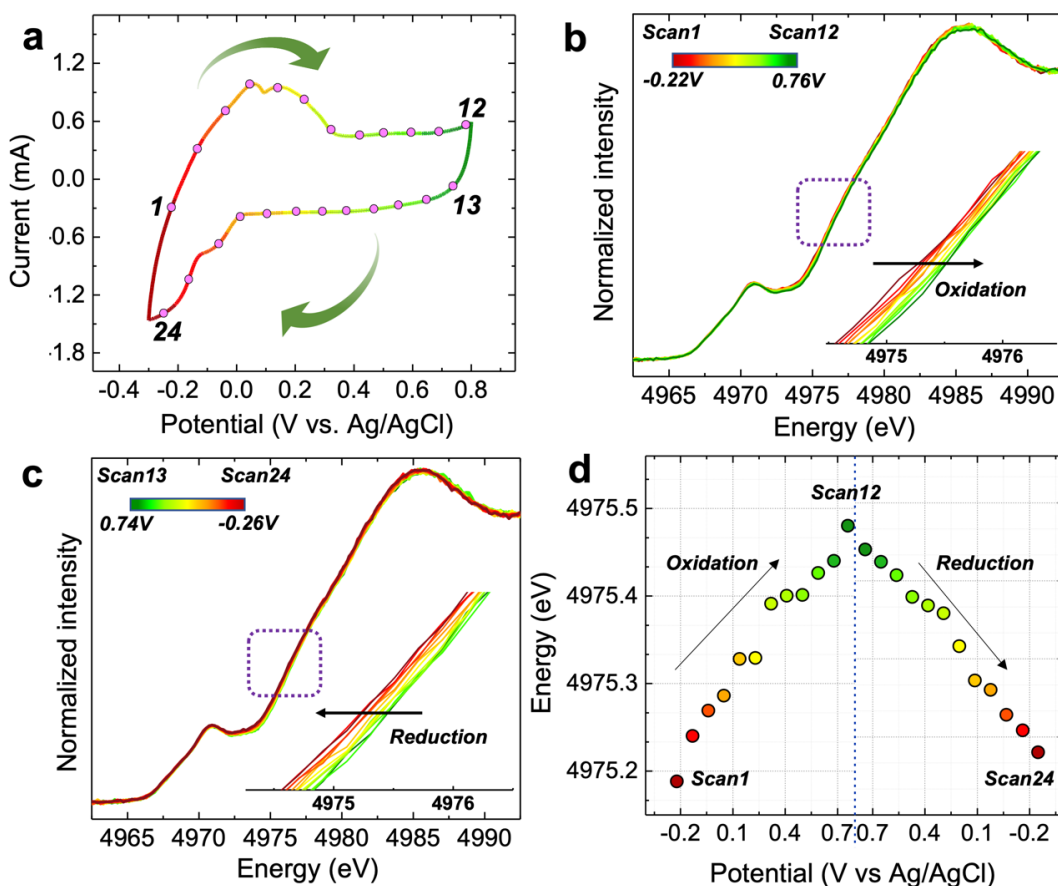 a
Current (mA)
1.2
0.6
0.0
-0.6
-1.2
-1.8
1
12
13
24
-0.4 -0.2 0.0 0.2 0.4 0.6 0.8
Potential (V vs. Ag/AgCl)
b
Scan1 Scan12
-0.22V 0.76V
Normalized intensity
Oxidation
4975 4976
4965 4970 4975 4980 4985 4990
Energy (eV)
c
Scan13 Scan24
0.74V -0.26V
Normalized intensity
Reduction
4975 4976
4965 4970 4975 4980 4985 4990
Energy (eV)
d
Energy (eV)
4975.5
4975.4
4975.3
4975.2
Scan12
Oxidation
Reduction
Scan1
Scan24
-0.2 0.1 0.4 0.7 0.7 0.4 0.1 -0.2
Potential (V vs Ag/AgCl)